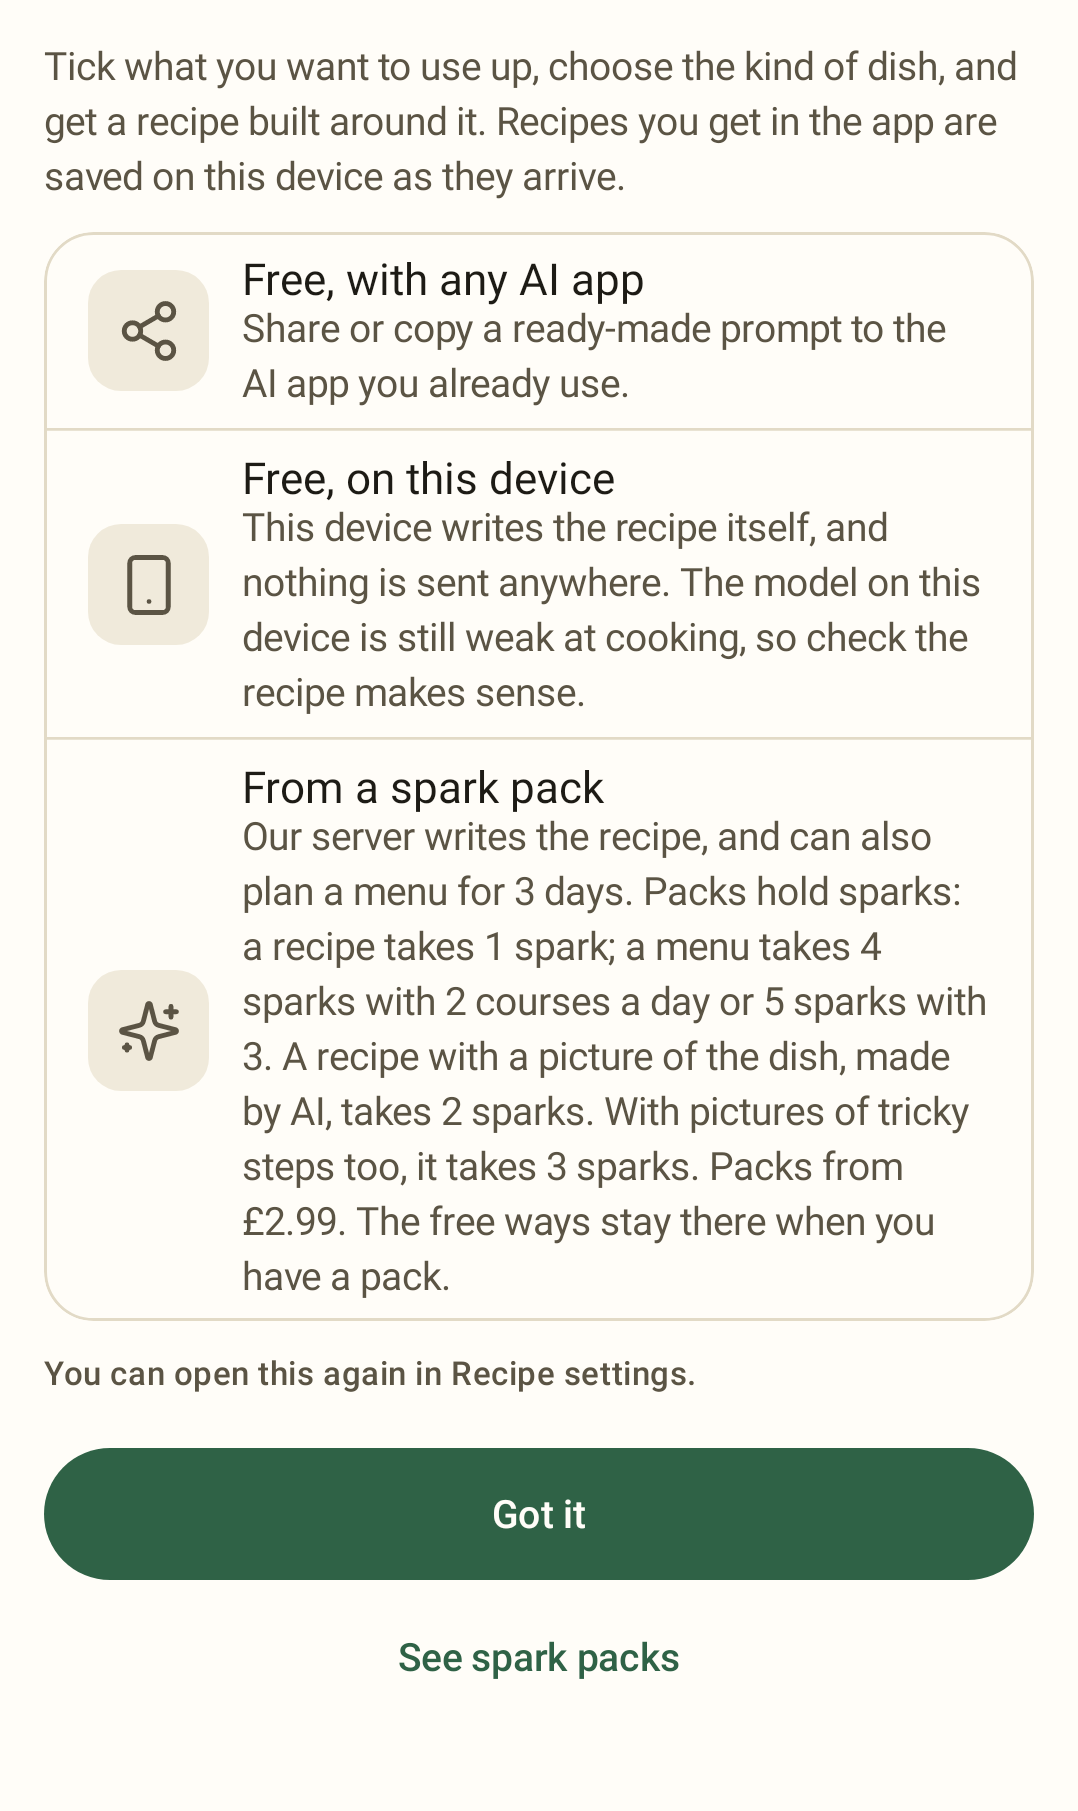 Tick what you want to use up, choose the kind of dish, and
get a recipe built around it. Recipes you get in the app are
saved on this device as they arrive.
Free, with any AI app
Share or copy a ready-made prompt to the
AI app you already use.
Free, on this device
This device writes the recipe itself, and
nothing is sent anywhere. The model on this
device is still weak at cooking, so check the
recipe makes sense.
From a spark pack
Our server writes the recipe, and can also
plan a menu for 3 days. Packs hold sparks:
a recipe takes 1 spark; a menu takes 4
sparks with 2 courses a day or 5 sparks with
3. A recipe with a picture of the dish, made
by AI, takes 2 sparks. With pictures of tricky
steps too, it takes 3 sparks. Packs from
£2.99. The free ways stay there when you
have a pack.
You can open this again in Recipe settings.
Got it
See spark packs